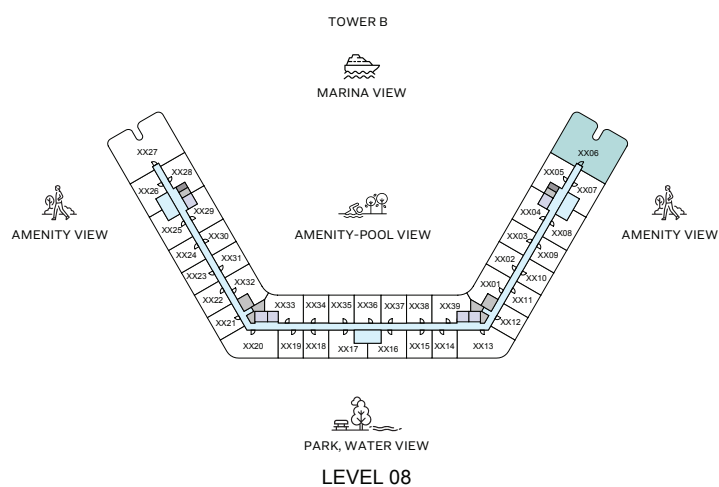 TOWER B
MARINA VIEW
XX27
XX06
XX28
XX05
XX26
XX07
AMENITY VIEW
AMENITY-POOL VIEW
AMENITY VIEW
XX29
XX04
XX25
XX08
XX30
XX03
XX24
XX09
XX31
XX02
XX23
XX10
XX32
XX01
XX22
XX11
XX33 XX34 XX35 XX36 XX37 XX38 XX39
XX21
XX12
XX20 XX19 XX18 XX17 XX16 XX15 XX14 XX13
PARK, WATER VIEW
LEVEL 08